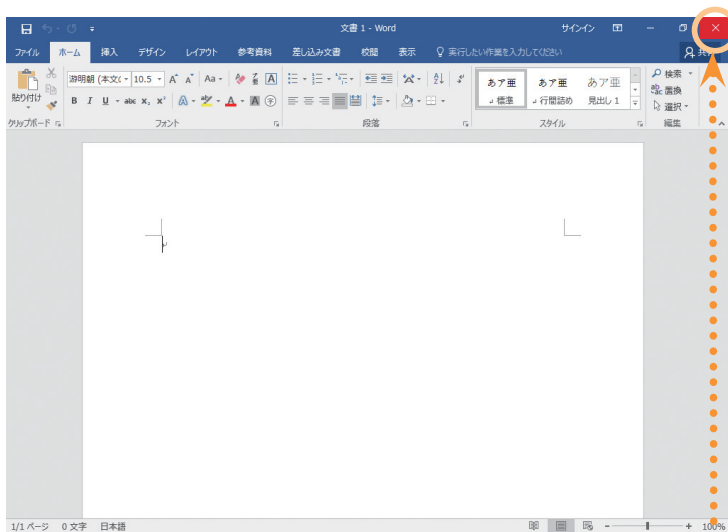 文書 1 - Word
サインイン
ファイル ホーム 挿入 デザイン レイアウト 参考資料 差し込み文書 校閲 表示 実行したい作業を入力してください
貼り付け
游明朝 (本文( 10.5 A A Aa A
B I U abc x₂ x² A aby A A 字
あア亜 あア亜 あア亜
標準 行間詰め 見出し 1
検索
置換
選択
クリップボード フォント 段落 スタイル 編集
1/1 ページ 0 文字 日本語 100%